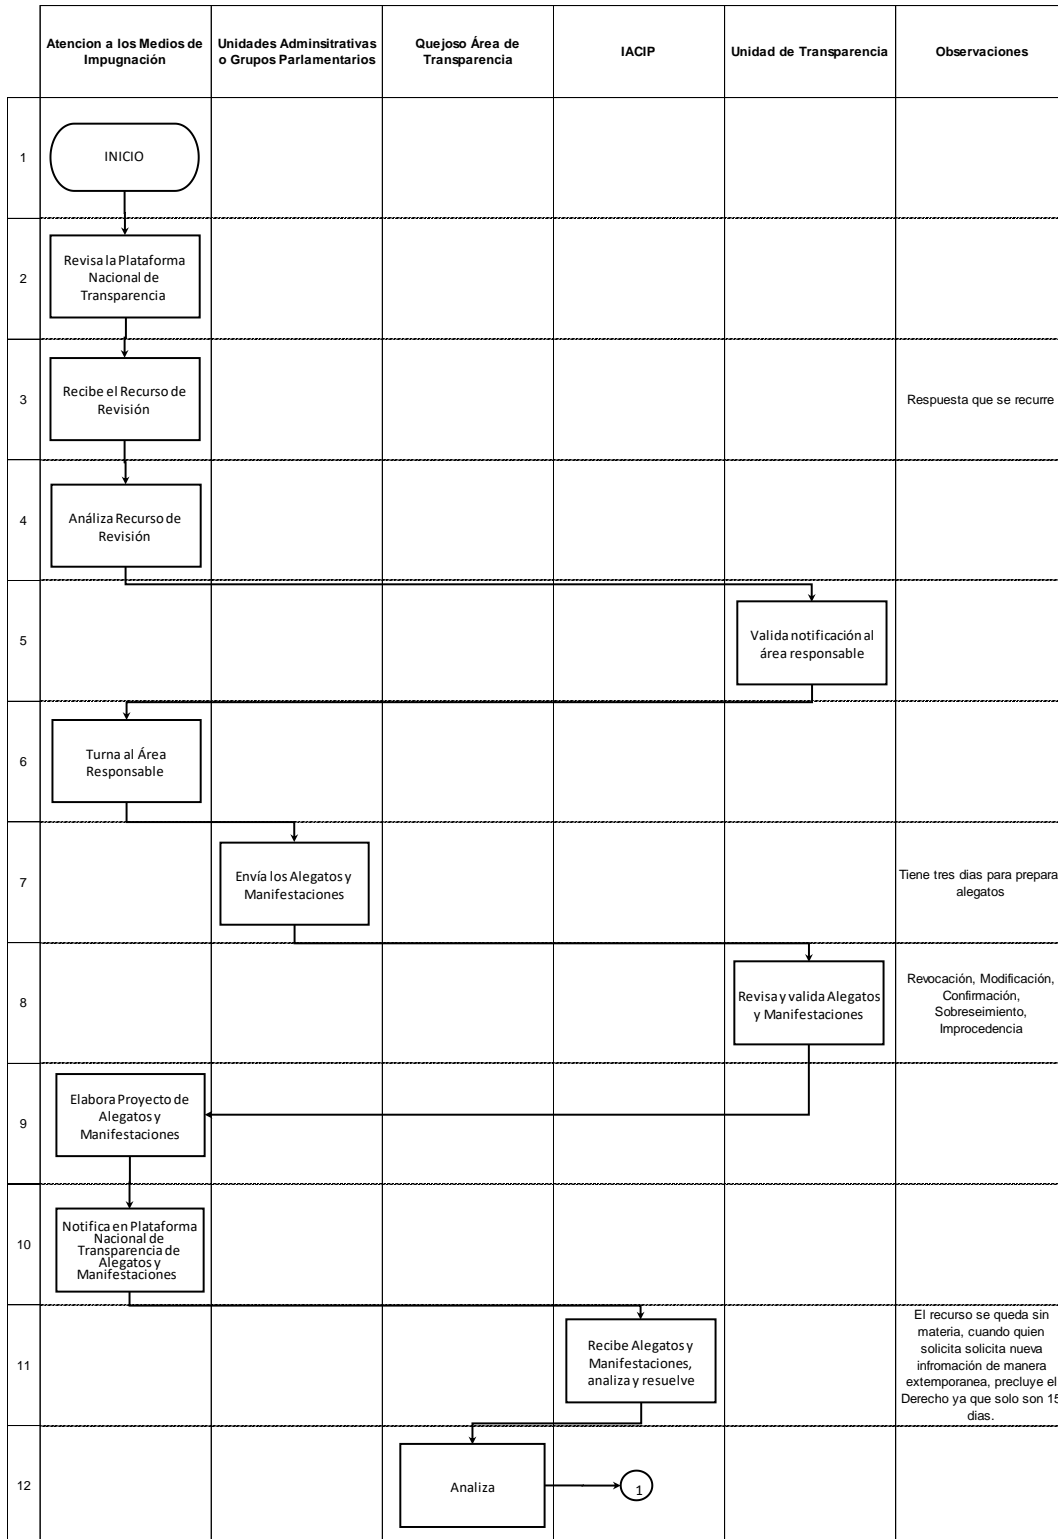 Atencion a los Medios de
Impugnación
Unidades Adminsitrativas
o Grupos Parlamentarios
Quejoso Área de
Transparencia
IACIP
Unidad de Transparencia
Observaciones
1
INICIO
2
Revisa la Plataforma
Nacional de
Transparencia
3
Recibe el Recurso de
Revisión
Respuesta que se recurre
4
Análiza Recurso de
Revisión
5
Valida notificación al
área responsable
6
Turna al Área
Responsable
7
Envía los Alegatos y
Manifestaciones
Tiene tres dias para prepara
alegatos
8
Revisa y valida Alegatos
y Manifestaciones
Revocación, Modificación,
Confirmación,
Sobreseimiento,
Improcedencia
9
Elabora Proyecto de
Alegatos y
Manifestaciones
10
Notifica en Plataforma
Nacional de
Transparencia de
Alegatos y
Manifestaciones
11
Recibe Alegatos y
Manifestaciones,
analiza y resuelve
El recurso se queda sin
materia, cuando quien
solicita solicita nueva
infromación de manera
extemporanea, precluye el
Derecho ya que solo son 15
dias.
12
Analiza
1